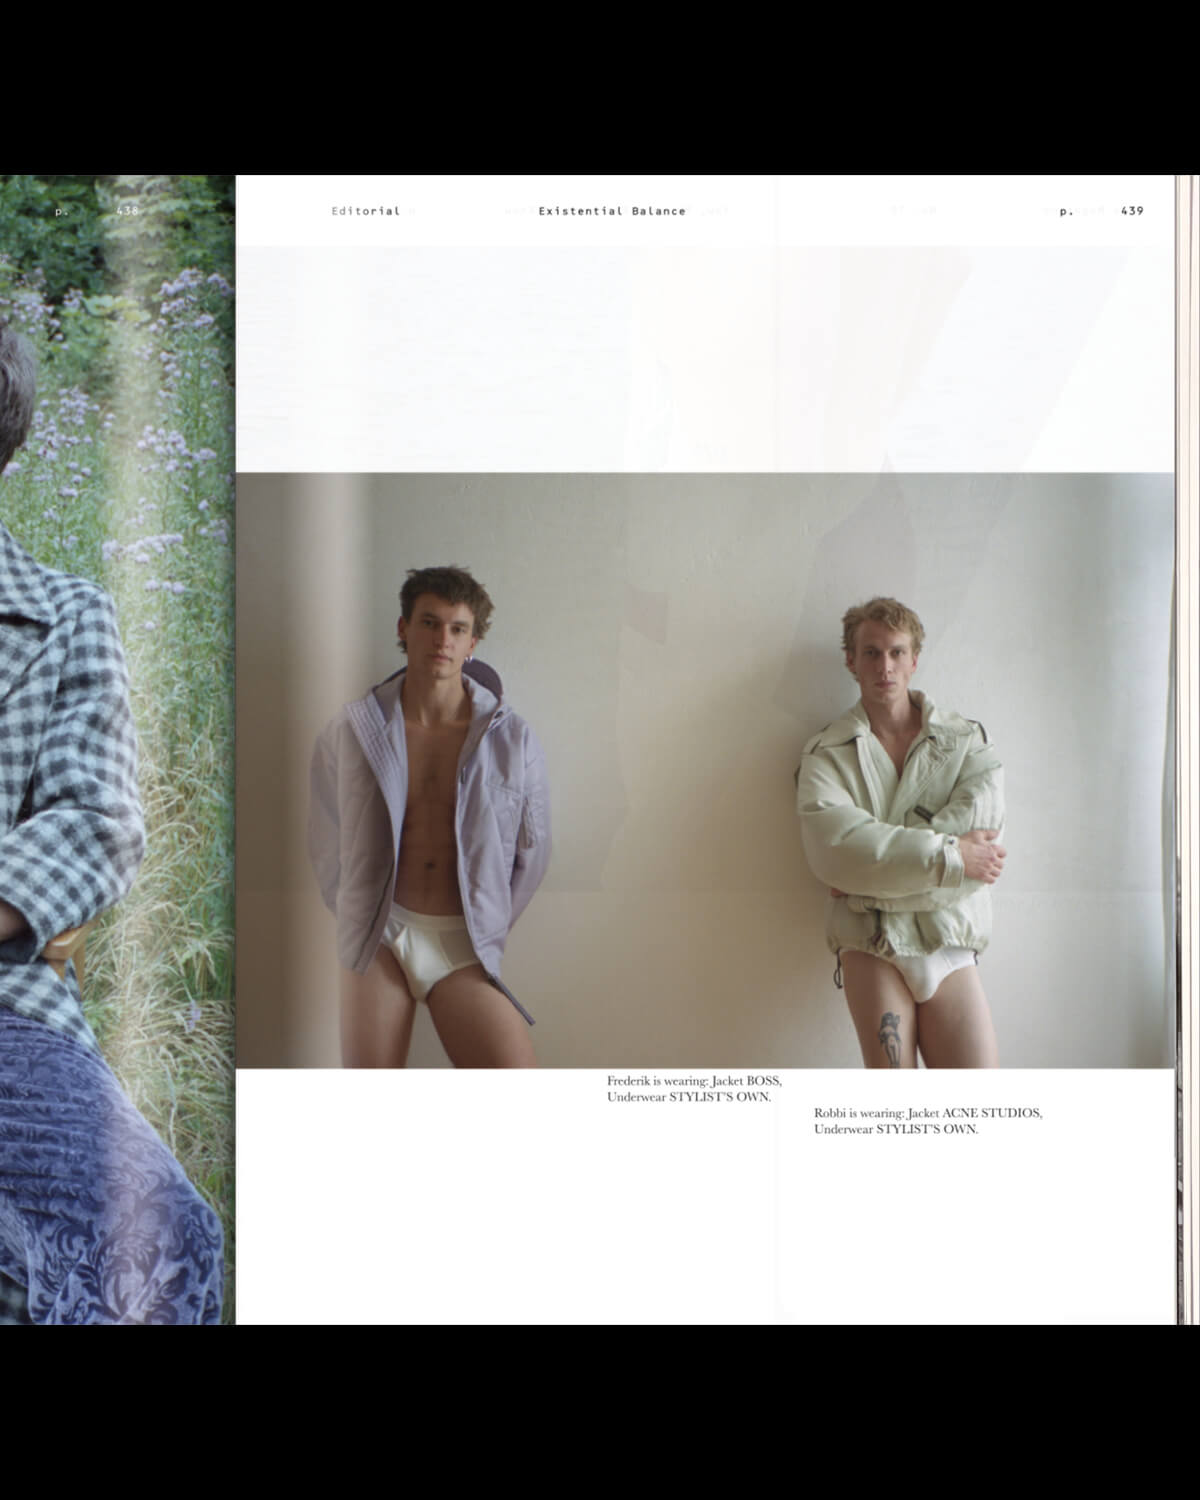 p. 438
Editorial
Existential Balance
p. 439
Frederik is wearing: Jacket BOSS,
Underwear STYLIST'S OWN.
Robbi is wearing: Jacket ACNE STUDIOS,
Underwear STYLIST'S OWN.